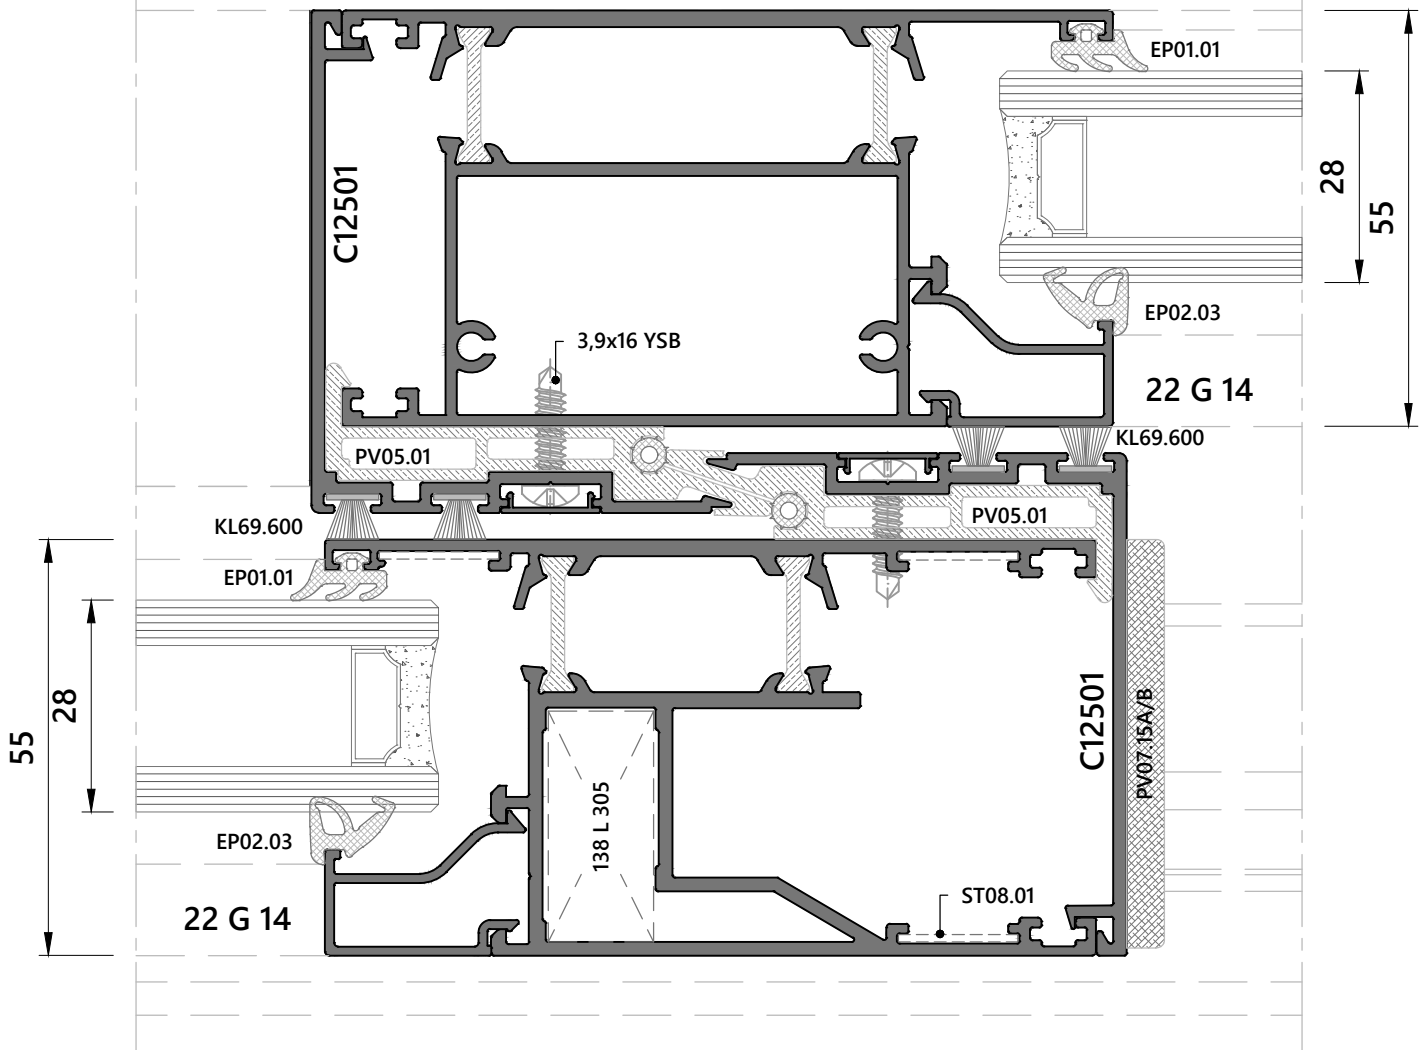 EP01.01
28
55
C12501
EP02.03
3,9x16 YSB
22 G 14
KL69.600
PV05.01
PV05.01
KL69.600
EP01.01
28
55
C12501
PV07.15A/B
138 L 305
EP02.03
ST08.01
22 G 14